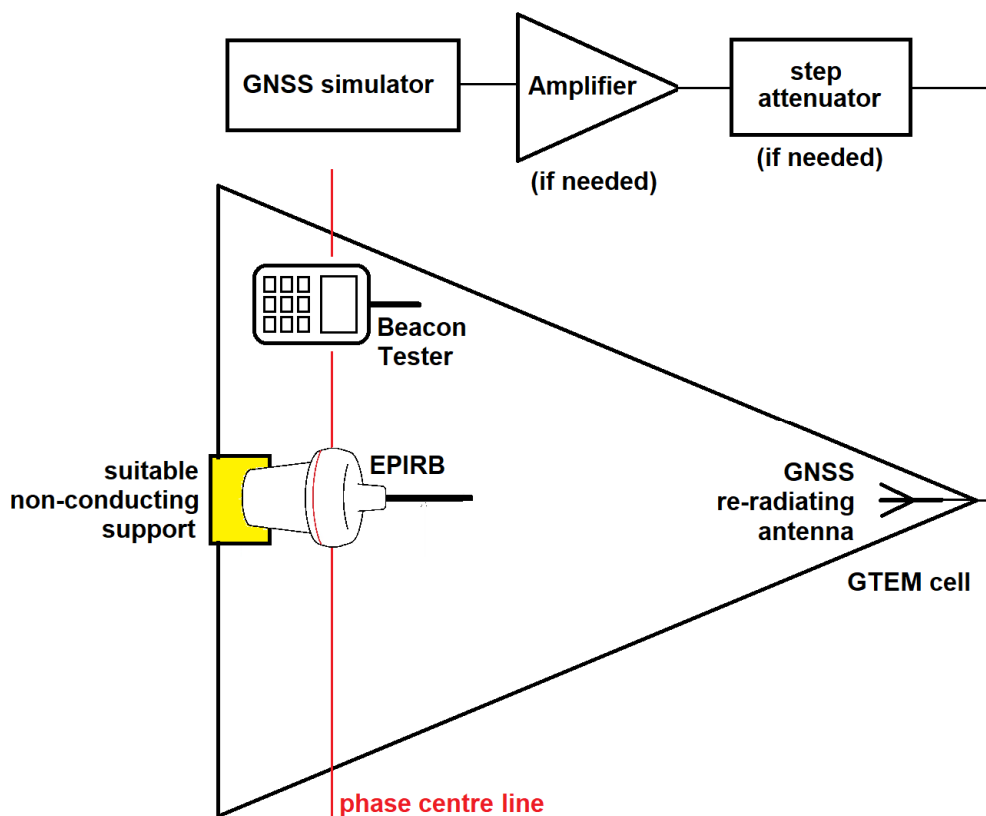 GNSS simulator
Amplifier
(if needed)
step
attenuator
(if needed)
Beacon
Tester
EPIRB
suitable
non-conducting
support
GNSS
re-radiating
antenna
GTEM cell
phase centre line